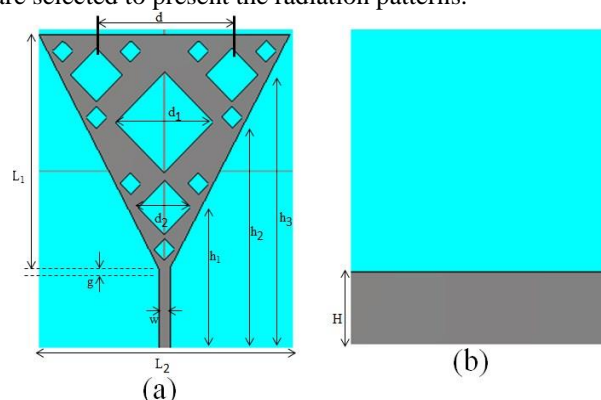 are selected to present the radiation patterns.
d
d1
L1
d2
h1
h2
h3
g
w
H
L2
(a)
(b)